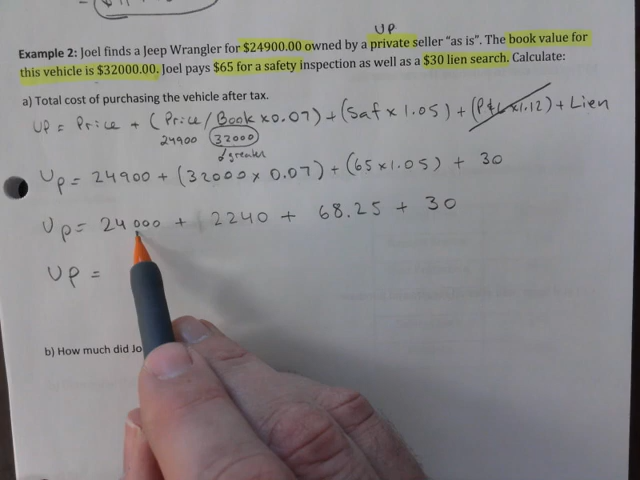 UP
Example 2: Joel finds a Jeep Wrangler for $24900.00 owned by a private seller “as is”. The book value for
this vehicle is $32000.00. Joel pays $65 for a safety inspection as well as a $30 lien search. Calculate:
a) Total cost of purchasing the vehicle after tax.
UP = Price + (Price/Book x 0.07) + (Saf x 1.05) + (P&L x 1.12) + Lien
24900 32000
greater
Up = 24900 + (32000 x 0.07) + (65 x 1.05) + 30
Up = 24000 + 2240 + 68.25 + 30
UP =
b) How much did Jo